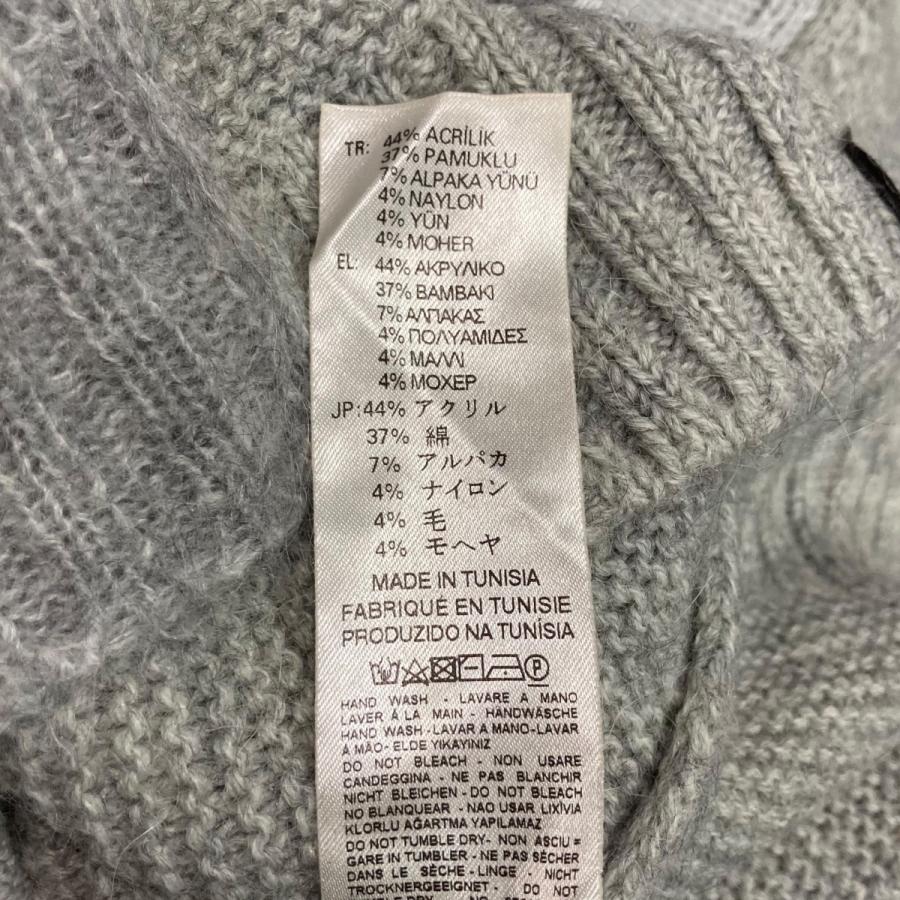 TR: 44% ACRİLİK
37% PAMUKLU
7% ALPAKA YÜNÜ
4% NAYLON
4% YÜN
4% MOHER
EL: 44% ΑΚΡΥΛΙΚΟ
37% ΒΑΜΒΑΚΙ
7% ΑΛΠΑΚΑΣ
4% ΠΟΛΥΑΜΙΔΕΣ
4% ΜΑΛΛΙ
4% ΜΟΧΕΡ
JP:44% アクリル
37% 綿
7% アルパカ
4% ナイロン
4% 毛
4% モヘヤ
MADE IN TUNISIA
FABRIQUÉ EN TUNISIE
PRODUZIDO NA TUNÍSIA
P
HAND WASH - LAVARE A MANO
LAVER À LA MAIN - HANDWÄSCHE
HAND WASH - LAVAR A MANO-LAVAR
A MÃO- ELDE YIKAYINIZ
DO NOT BLEACH - NON USARE
CANDEGGINA - NE PAS BLANCHIR
NICHT BLEICHEN - DO NOT BLEACH
NO BLANQUEAR - NAO USAR LIXÍVIA
KLORLU AĞARTMA YAPILAMAZ
DO NOT TUMBLE DRY- NON ASCIU=
GARE IN TUMBLER - NE PAS SÈCHER
DANS LE SÈCHE - LINGE - NICHT
TROCKNERGEEIGNET - DO NOT